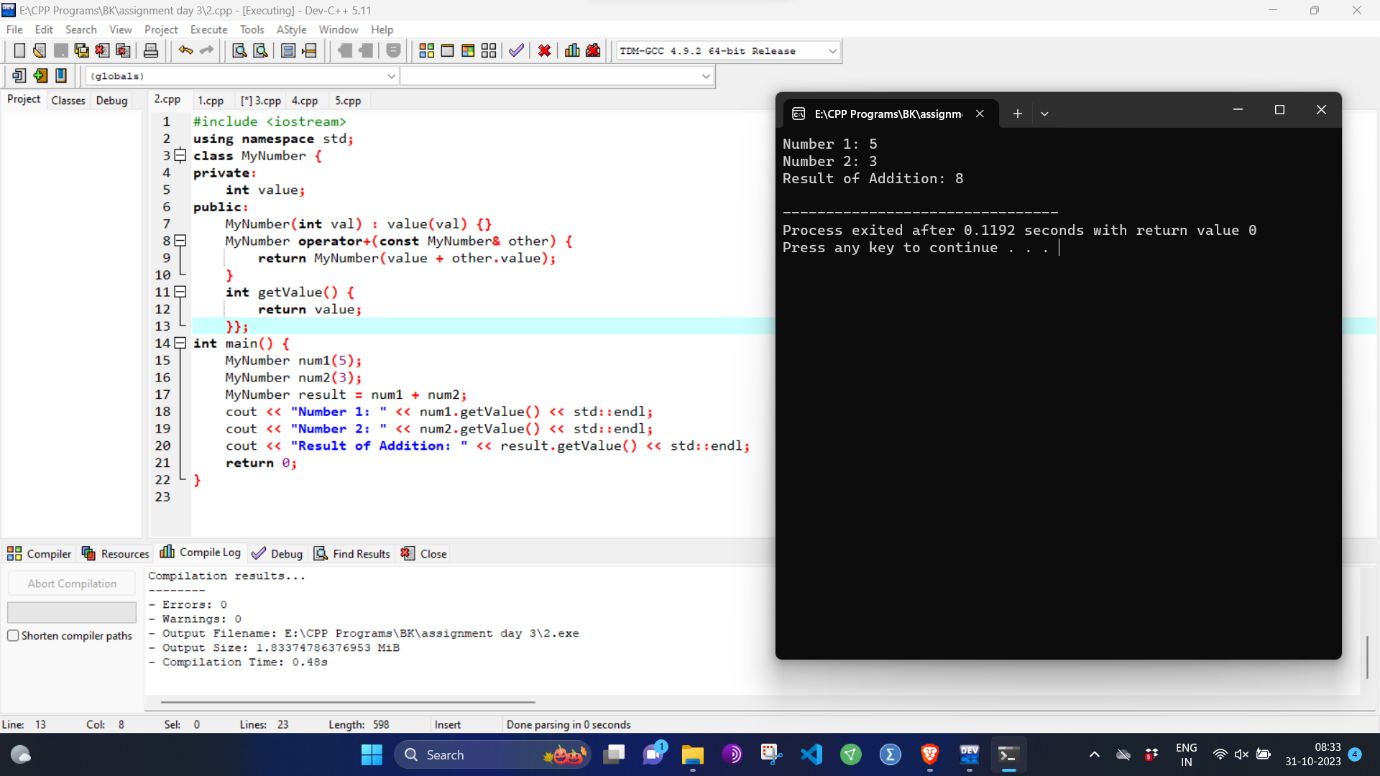 E:\CPP Programs\BK\assignment day 3\2.cpp - [Executing] - Dev-C++ 5.11
File Edit Search View Project Execute Tools AStyle Window Help
TDM-GCC 4.9.2 64-bit Release
(globals)
Project Classes Debug
2.cpp 1.cpp [*] 3.cpp 4.cpp 5.cpp
1 #include <iostream>
2 using namespace std;
3 class MyNumber {
4 private:
5     int value;
6 public:
7     MyNumber(int val) : value(val) {}
8     MyNumber operator+(const MyNumber& other) {
9         return MyNumber(value + other.value);
10     }
11     int getValue() {
12         return value;
13     }};
14 int main() {
15     MyNumber num1(5);
16     MyNumber num2(3);
17     MyNumber result = num1 + num2;
18     cout << "Number 1: " << num1.getValue() << std::endl;
19     cout << "Number 2: " << num2.getValue() << std::endl;
20     cout << "Result of Addition: " << result.getValue() << std::endl;
21     return 0;
22 }
23
E:\CPP Programs\BK\assignm
Number 1: 5
Number 2: 3
Result of Addition: 8
--------------------------------
Process exited after 0.1192 seconds with return value 0
Press any key to continue . . .
Compiler Resources Compile Log Debug Find Results Close
Abort Compilation
Shorten compiler paths
Compilation results...
--------
- Errors: 0
- Warnings: 0
- Output Filename: E:\CPP Programs\BK\assignment day 3\2.exe
- Output Size: 1.83374786376953 MiB
- Compilation Time: 0.48s
Line: 13 Col: 8 Sel: 0 Lines: 23 Length: 598 Insert Done parsing in 0 seconds
Search
1
DEV
ENG
IN
08:33
31-10-2023
4